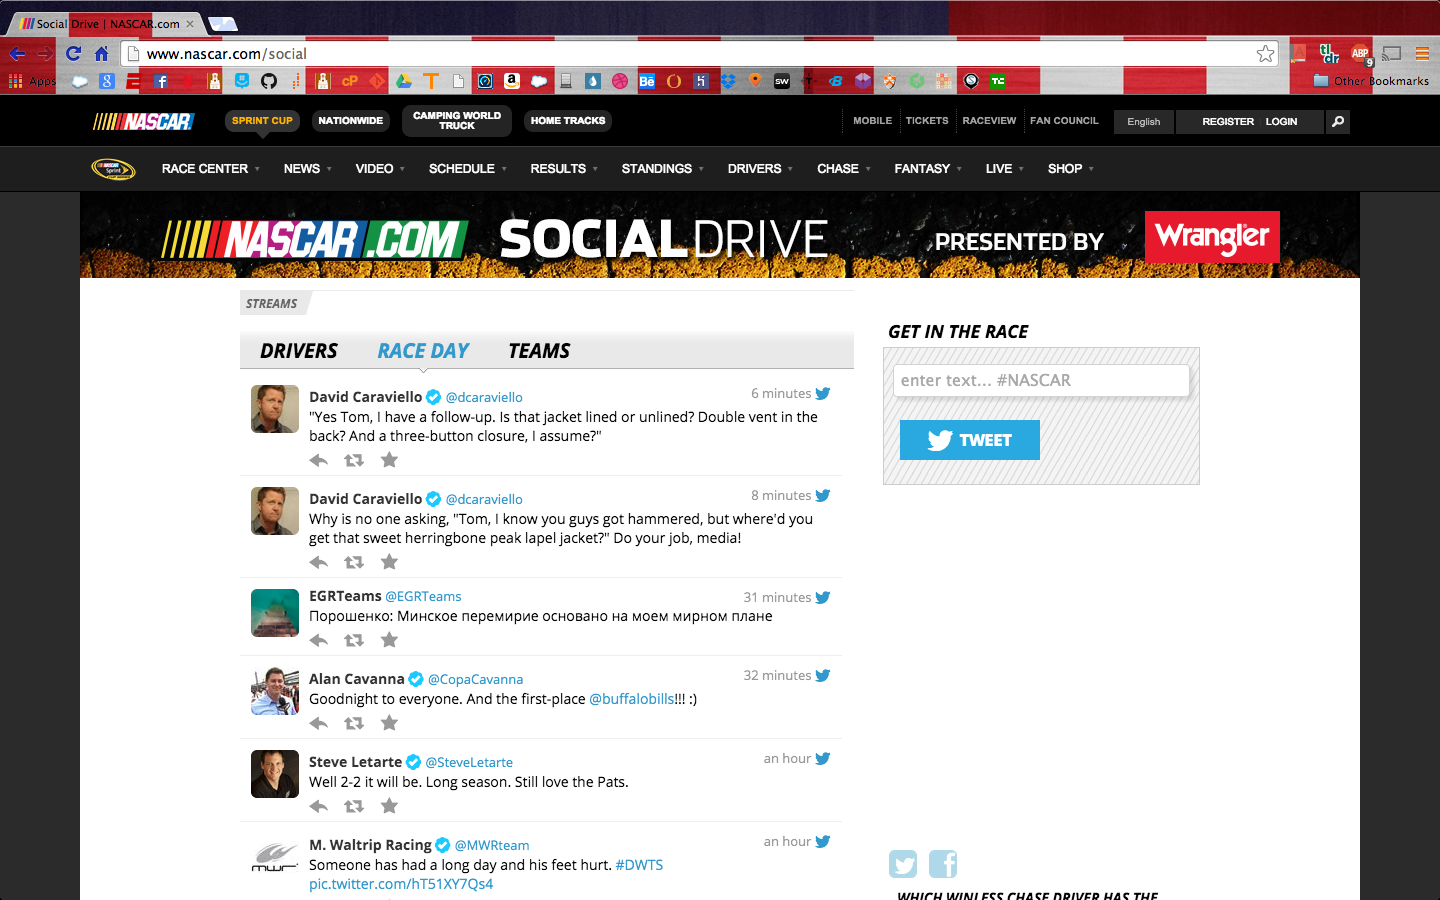 Social Drive | NASCAR.com
www.nascar.com/social
Apps
Other Bookmarks
NASCAR
SPRINT CUP
NATIONWIDE
CAMPING WORLD
TRUCK
HOME TRACKS
MOBILE
TICKETS
RACEVIEW
FAN COUNCIL
English
REGISTER
LOGIN
RACE CENTER
NEWS
VIDEO
SCHEDULE
RESULTS
STANDINGS
DRIVERS
CHASE
FANTASY
LIVE
SHOP
NASCAR.COM SOCIALDRIVE PRESENTED BY Wrangler
STREAMS
DRIVERS
RACE DAY
TEAMS
David Caraviello @dcaraviello 6 minutes
"Yes Tom, I have a follow-up. Is that jacket lined or unlined? Double vent in the
back? And a three-button closure, I assume?"
David Caraviello @dcaraviello 8 minutes
Why is no one asking, "Tom, I know you guys got hammered, but where'd you
get that sweet herringbone peak lapel jacket?" Do your job, media!
EGRTeams @EGRTeams 31 minutes
Порошенко: Минское перемирие основано на моем мирном плане
Alan Cavanna @CopaCavanna 32 minutes
Goodnight to everyone. And the first-place @buffalobills!!! :)
Steve Letarte @SteveLetarte an hour
Well 2-2 it will be. Long season. Still love the Pats.
M. Waltrip Racing @MWRteam an hour
Someone has had a long day and his feet hurt. #DWTS
pic.twitter.com/hT51XY7Qs4
GET IN THE RACE
enter text... #NASCAR
TWEET
WHICH WINLESS CHASE DRIVER HAS THE